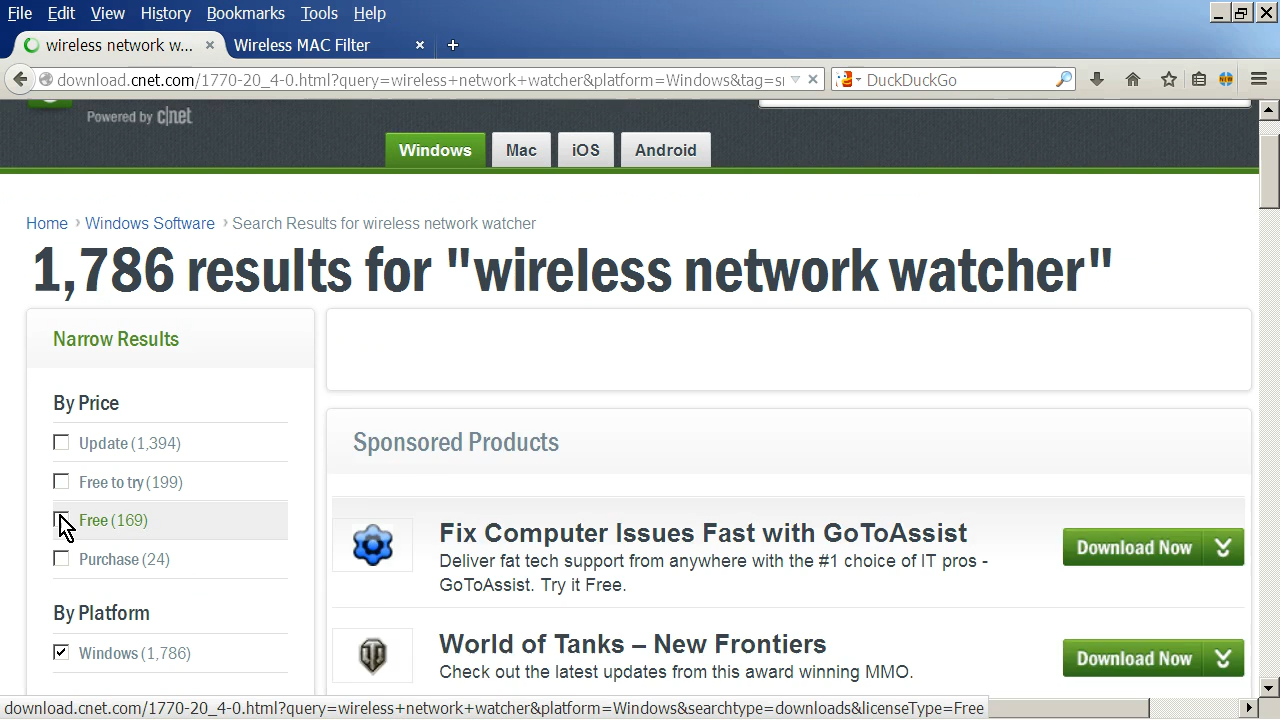 File Edit View History Bookmarks Tools Help
wireless network w... Wireless MAC Filter
download.cnet.com/1770-20_4-0.html?query=wireless+network+watcher&platform=Windows&tag=sr DuckDuckGo
Powered by c|net
Windows Mac iOS Android
Home › Windows Software › Search Results for wireless network watcher
1,786 results for "wireless network watcher"
Narrow Results
By Price
Update (1,394)
Free to try (199)
Free (169)
Purchase (24)
By Platform
Windows (1,786)
Sponsored Products
Fix Computer Issues Fast with GoToAssist
Deliver fat tech support from anywhere with the #1 choice of IT pros -
GoToAssist. Try it Free.
Download Now
World of Tanks – New Frontiers
Check out the latest updates from this award winning MMO.
Download Now
download.cnet.com/1770-20_4-0.html?query=wireless+network+watcher&platform=Windows&searchtype=downloads&licenseType=Free